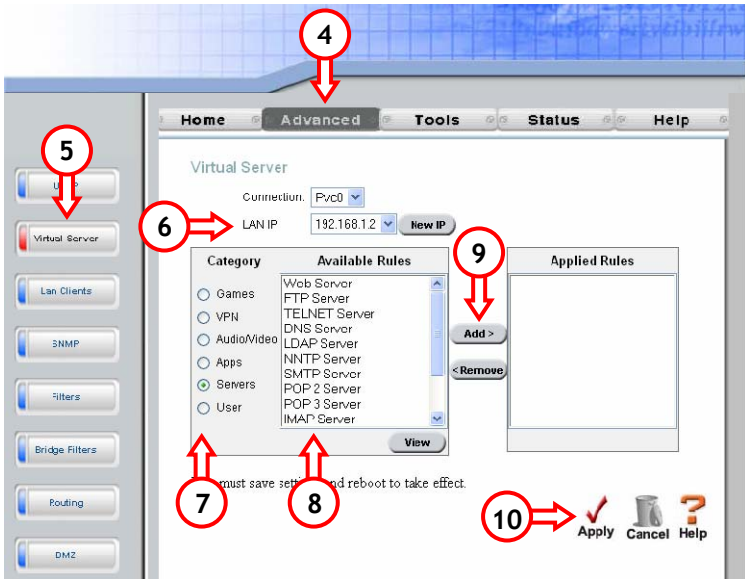 4
Home Advanced Tools Status Help
5
Virtual Server
Lan Clients
SNMP
Filters
Bridge Filters
Routing
DMZ
Virtual Server
Connection: Pvc0
6 LAN IP 192.168.1.2 New IP
Category Available Rules 9 Applied Rules
Games
VPN
Audio/Video
Apps
Servers
User
Web Server
FTP Server
TELNET Server
DNS Server
LDAP Server
NNTP Server
SMTP Server
POP 2 Server
POP 3 Server
IMAP Server
Add >
< Remove
View
must save and reboot to take effect.
7 8
10 Apply Cancel Help